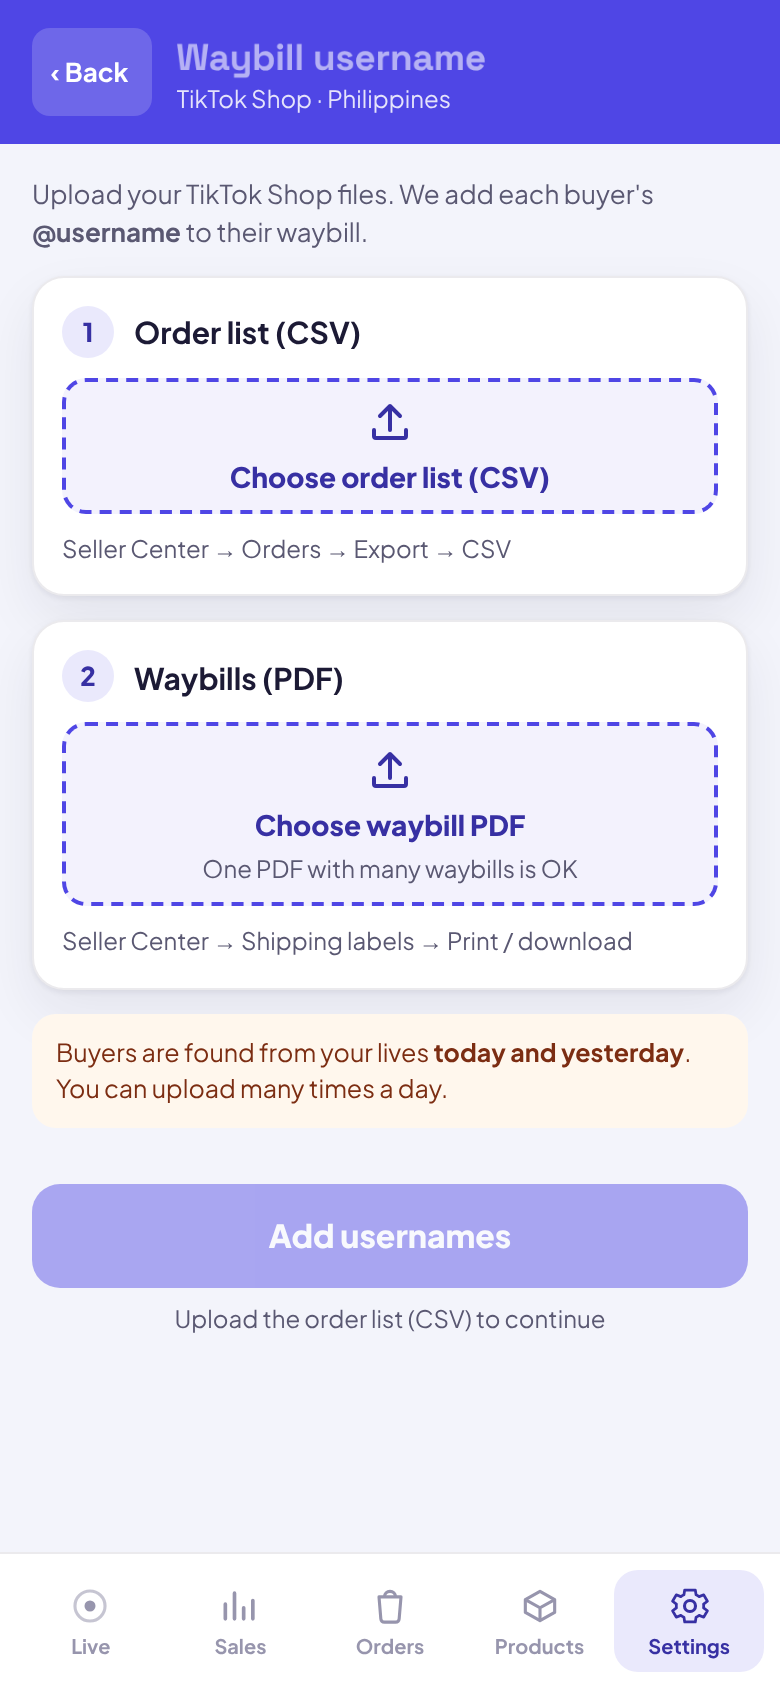 ‹ Back
Waybill username
TikTok Shop · Philippines
Upload your TikTok Shop files. We add each buyer's
@username to their waybill.
1
Order list (CSV)
Choose order list (CSV)
Seller Center → Orders → Export → CSV
2
Waybills (PDF)
Choose waybill PDF
One PDF with many waybills is OK
Seller Center → Shipping labels → Print / download
Buyers are found from your lives today and yesterday.
You can upload many times a day.
Add usernames
Upload the order list (CSV) to continue
Live
Sales
Orders
Products
Settings